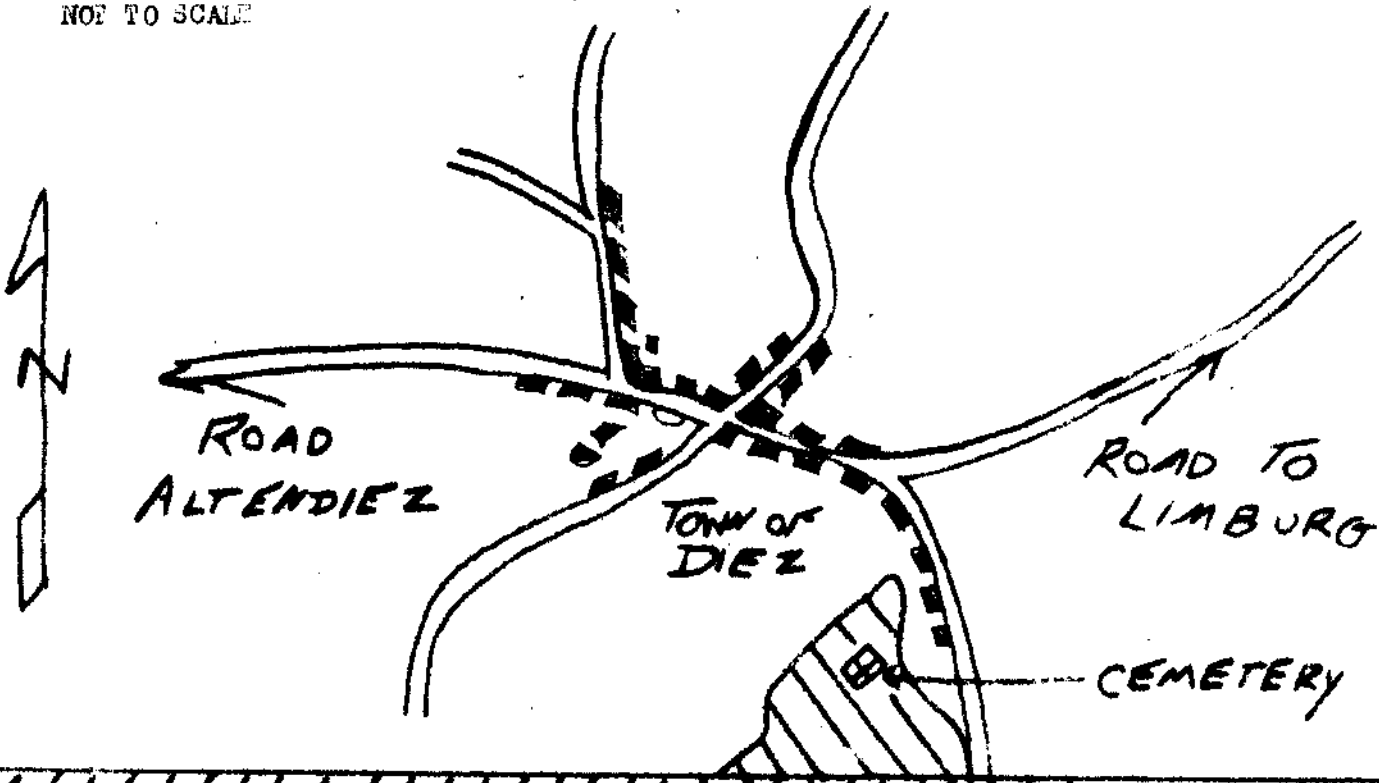 NOT TO SCALE
N
ROAD
ALTENDIEZ
TOWN OF
DIEZ
ROAD TO
LIMBURG
CEMETERY